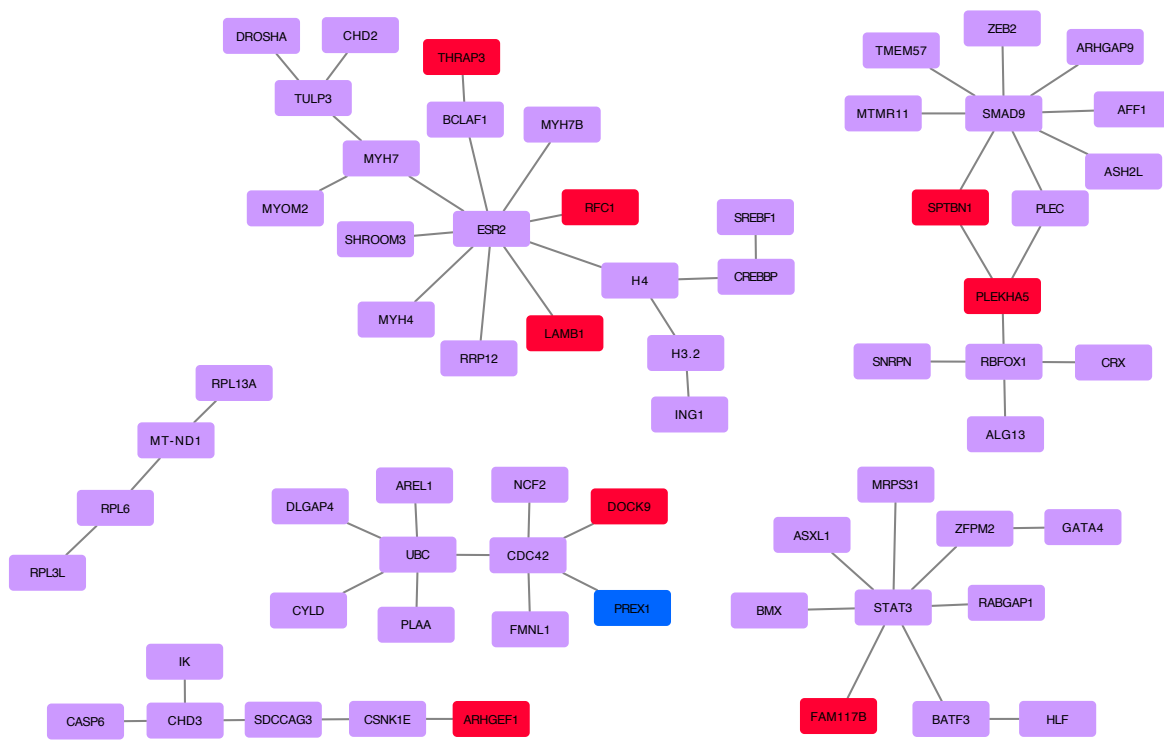 DROSHA
CHD2
TULP3
THRAP3
BCLAF1
MYH7B
MYH7
MYOM2
RFC1
SHROOM3
ESR2
SREBF1
H4
CREBBP
MYH4
LAMB1
RRP12
H3.2
ING1
ZEB2
TMEM57
ARHGAP9
MTMR11
SMAD9
AFF1
ASH2L
SPTBN1
PLEC
PLEKHA5
SNRPN
RBFOX1
CRX
ALG13
RPL13A
MT-ND1
RPL6
RPL3L
AREL1
NCF2
DLGAP4
DOCK9
UBC
CDC42
CYLD
PLAA
FMNL1
PREX1
MRPS31
ASXL1
ZFPM2
GATA4
BMX
STAT3
RABGAP1
FAM117B
BATF3
HLF
IK
CASP6
CHD3
SDCCAG3
CSNK1E
ARHGEF1